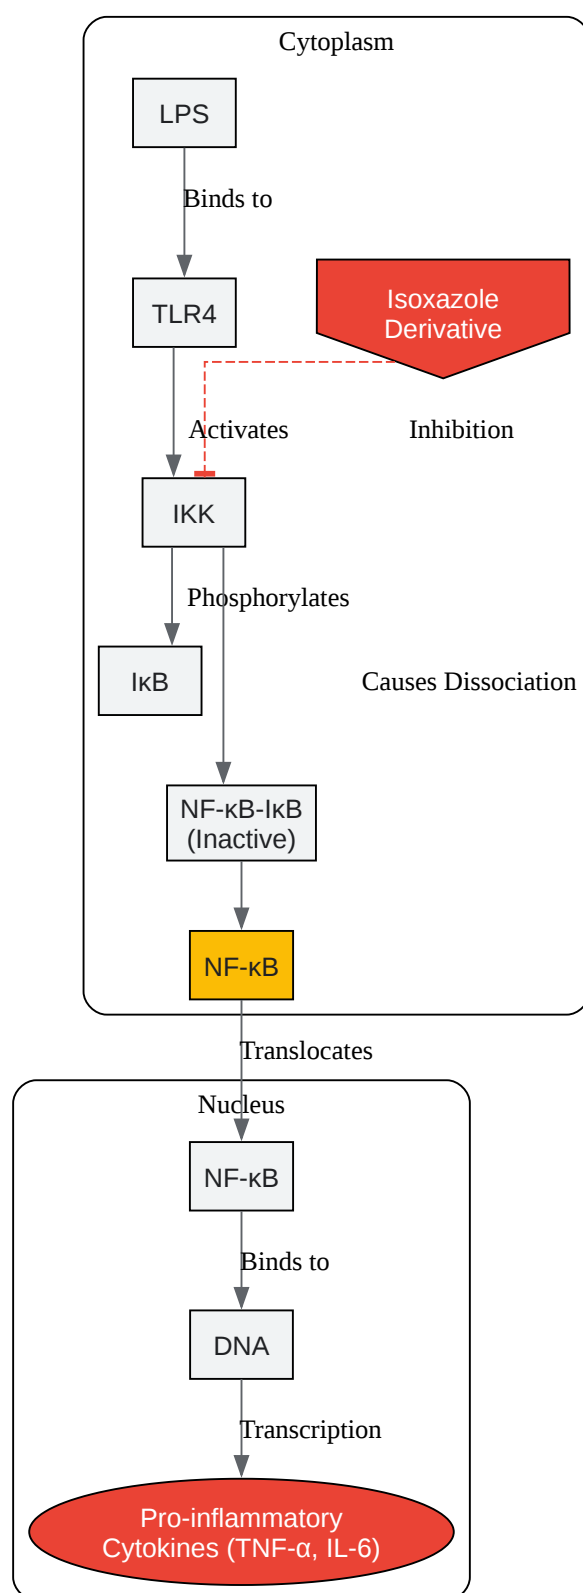 Cytoplasm
LPS
Binds to
TLR4
Isoxazole
Derivative
Activates
Inhibition
IKK
Phosphorylates
IκB
Causes Dissociation
NF-κB-IκB
(Inactive)
NF-κB
Translocates
Nucleus
NF-κB
Binds to
DNA
Transcription
Pro-inflammatory
Cytokines (TNF-α, IL-6)